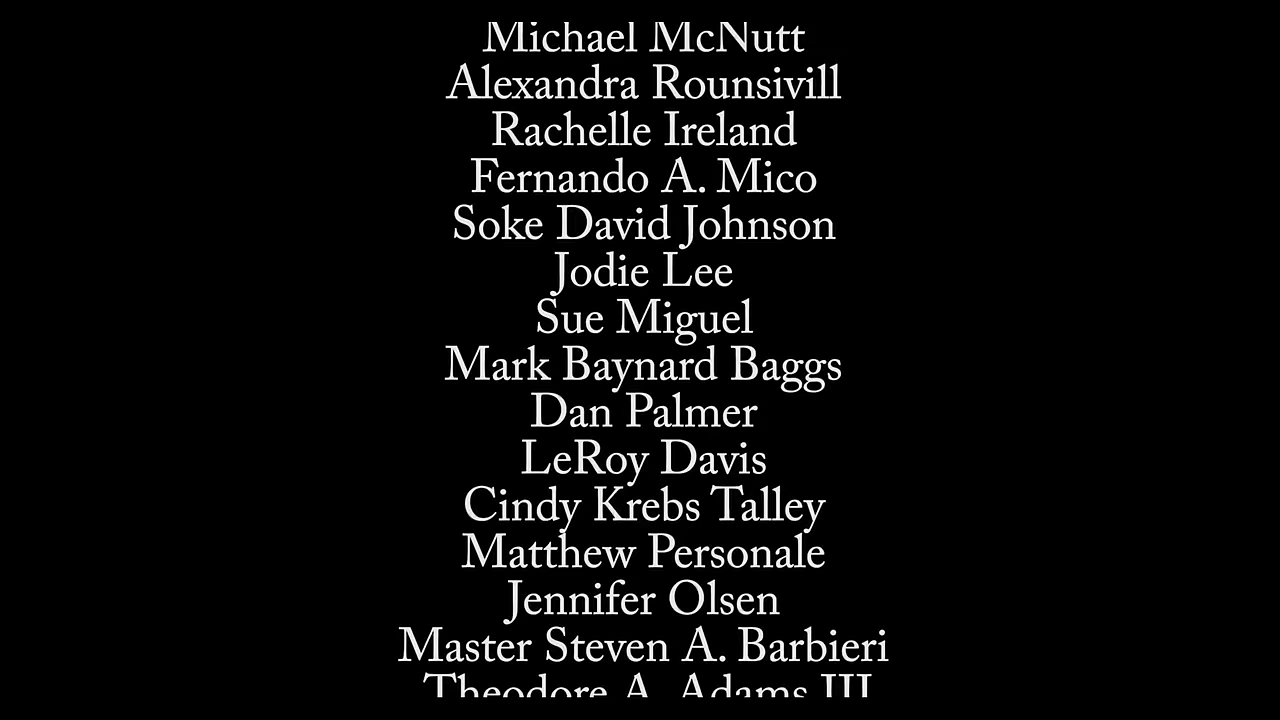 Michael McNutt
Alexandra Rounsivill
Rachelle Ireland
Fernando A. Mico
Soke David Johnson
Jodie Lee
Sue Miguel
Mark Baynard Baggs
Dan Palmer
LeRoy Davis
Cindy Krebs Talley
Matthew Personale
Jennifer Olsen
Master Steven A. Barbieri
Theodore A. Adams III